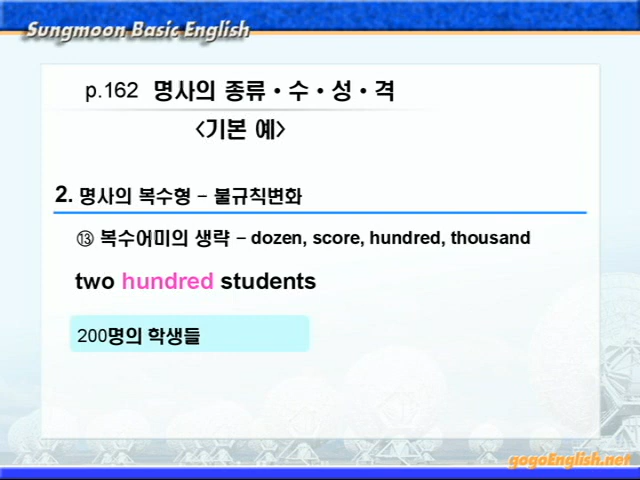 Sungmoon Basic English
p.162 명사의 종류 • 수 • 성 • 격
<기본 예>
2. 명사의 복수형 – 불규칙변화
⑬ 복수어미의 생략 – dozen, score, hundred, thousand
two hundred students
200명의 학생들
gogoEnglish.net